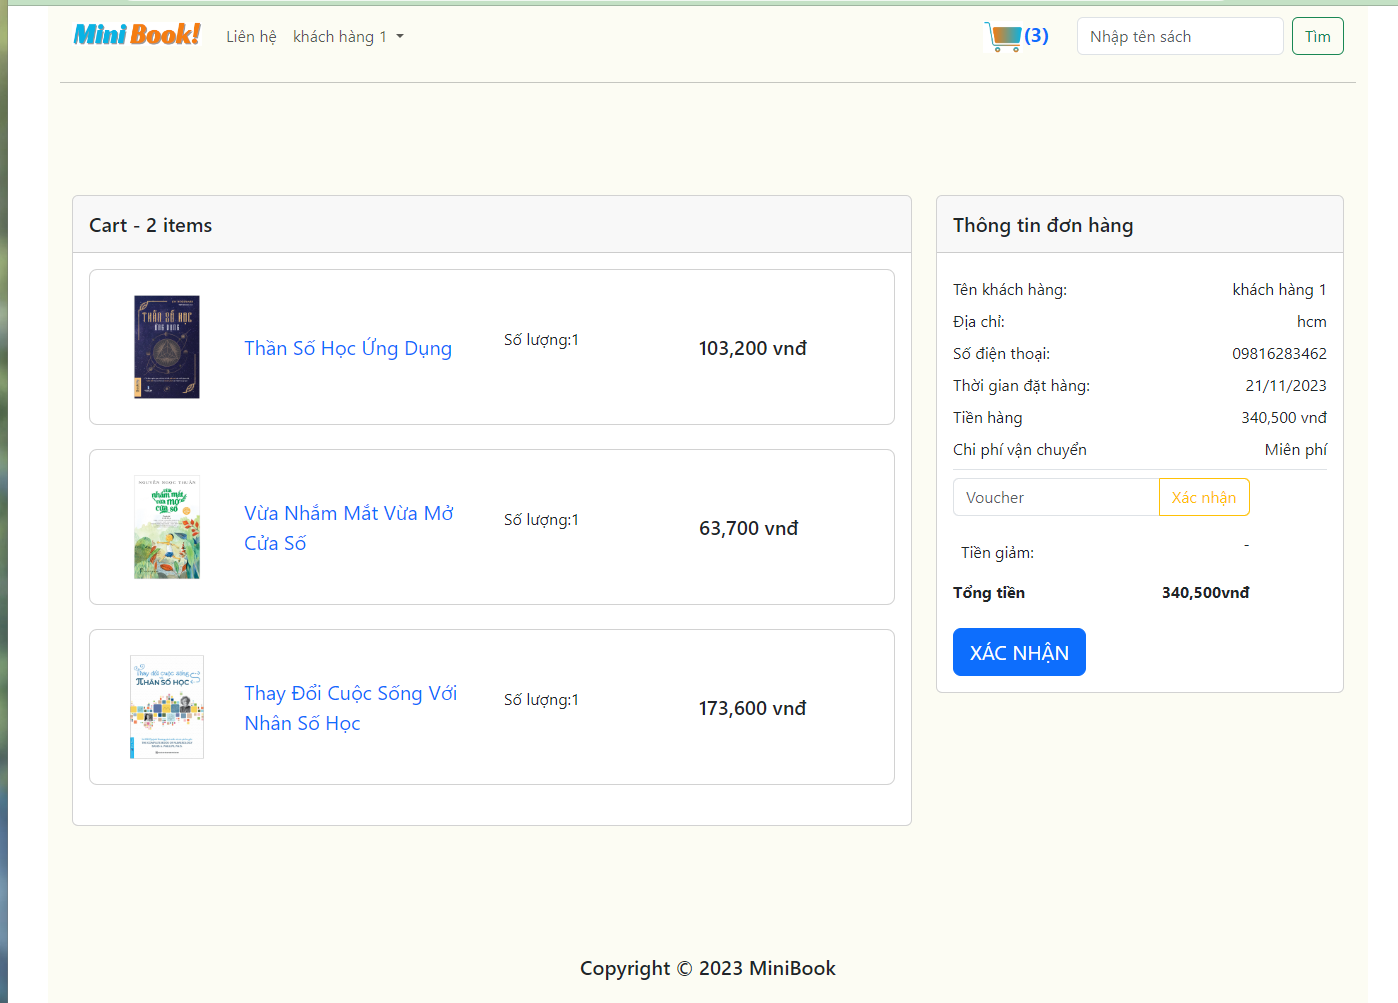 Mini Book!
Liên hệ
khách hàng 1
(3)
Nhập tên sách
Tìm
Cart - 2 items
THẦN SỐ HỌC
ỨNG DỤNG
Thần Số Học Ứng Dụng
Số lượng:1
103,200 vnđ
NGUYỄN NGỌC THUẦN
vừa nhắm mắt
vừa mở
cửa sổ
Vừa Nhắm Mắt Vừa Mở
Cửa Số
Số lượng:1
63,700 vnđ
Thay đổi cuộc sống
NHÂN SỐ HỌC
Thay Đổi Cuộc Sống Với
Nhân Số Học
Số lượng:1
173,600 vnđ
Thông tin đơn hàng
Tên khách hàng: khách hàng 1
Địa chỉ: hcm
Số điện thoại: 09816283462
Thời gian đặt hàng: 21/11/2023
Tiền hàng 340,500 vnđ
Chi phí vận chuyển Miên phí
Voucher Xác nhận
Tiền giảm: -
Tổng tiền 340,500vnđ
XÁC NHẬN
Copyright © 2023 MiniBook